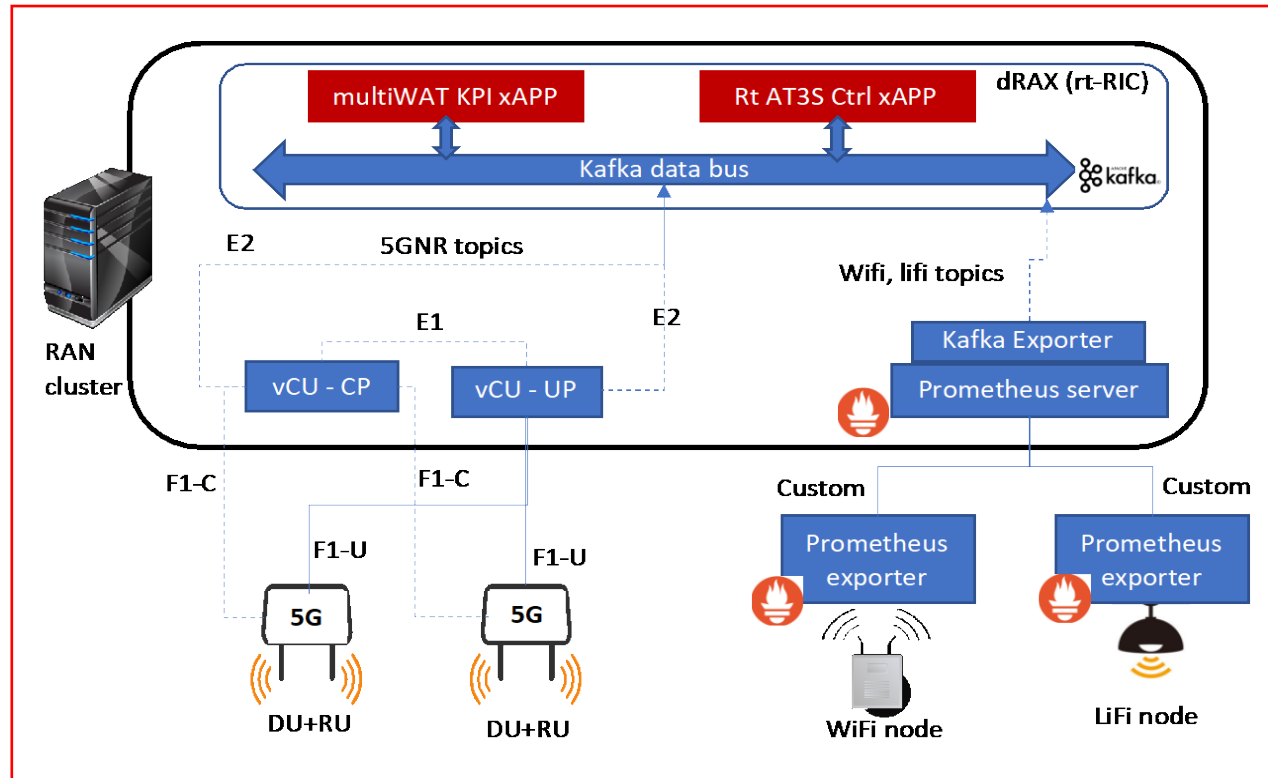 dRAX (rt-RIC)
multiWAT KPI xAPP
Rt AT3S Ctrl xAPP
Kafka data bus
kafka
E2
5GNR topics
Wifi, lifi topics
E1
E2
RAN
cluster
vCU - CP
vCU - UP
Kafka Exporter
Prometheus server
F1-C
F1-C
Custom
Custom
F1-U
F1-U
Prometheus
exporter
Prometheus
exporter
5G
5G
DU+RU
DU+RU
WiFi node
LiFi node